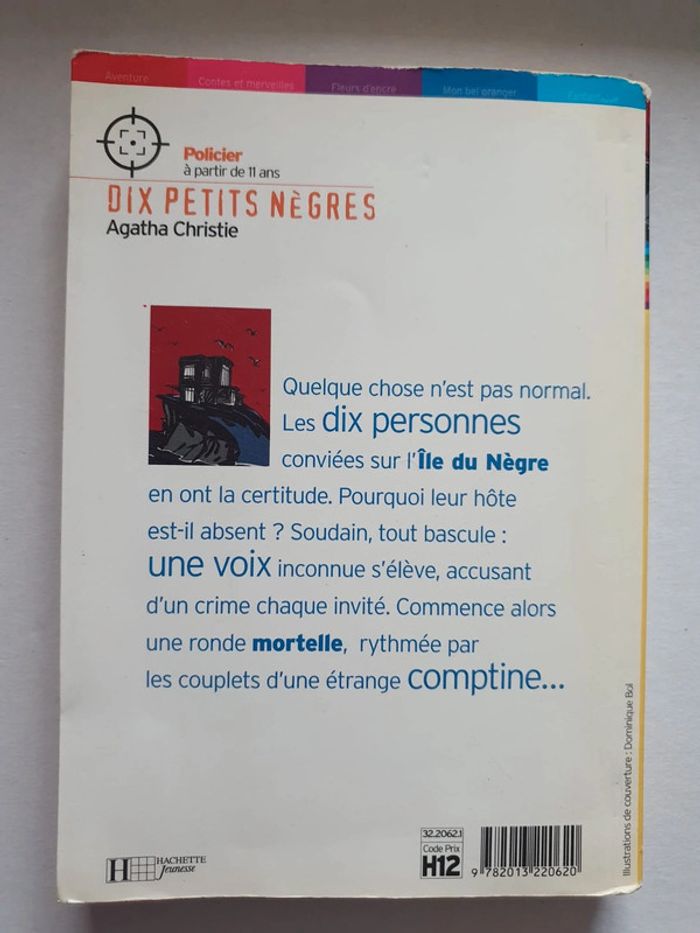 Aventure
Contes et merveilles
Fleurs d'encre
Mon bel oranger
Policier
à partir de 11 ans
DIX PETITS NÈGRES
Agatha Christie
Quelque chose n'est pas normal.
Les dix personnes
conviées sur l'Île du Nègre
en ont la certitude. Pourquoi leur hôte
est-il absent ? Soudain, tout bascule :
une voix inconnue s'élève, accusant
d'un crime chaque invité. Commence alors
une ronde mortelle, rythmée par
les couplets d'une étrange comptine...
Illustrations de couverture : Dominique Boi
H HACHETTE
Jeunesse
32.2062.1
Code Prix
H12
9 782013 220620